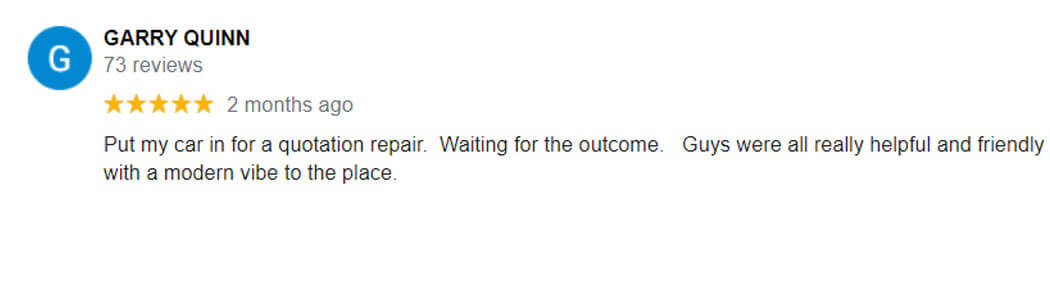 G
GARRY QUINN
73 reviews
2 months ago
Put my car in for a quotation repair.  Waiting for the outcome.   Guys were all really helpful and friendly
with a modern vibe to the place.